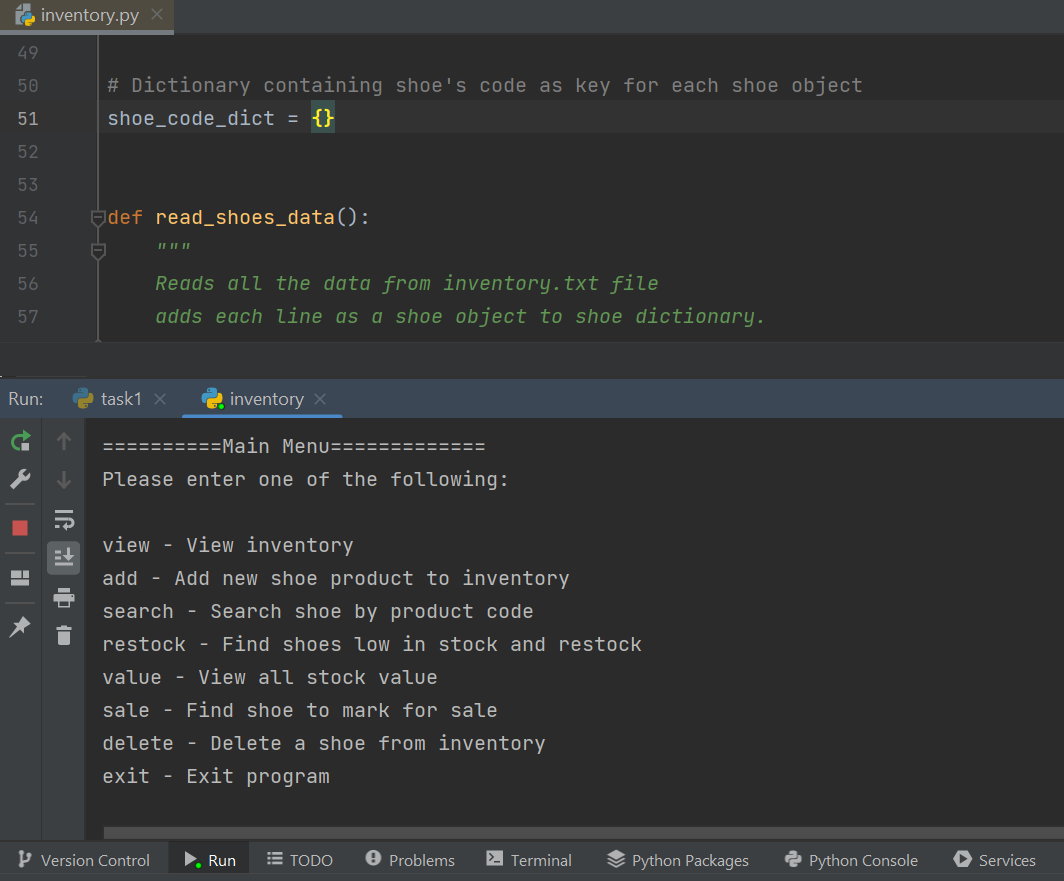 inventory.py
49
50 # Dictionary containing shoe's code as key for each shoe object
51 shoe_code_dict = {}
52
53
54 def read_shoes_data():
55 """
56 Reads all the data from inventory.txt file
57 adds each line as a shoe object to shoe dictionary.
Run: task1 inventory
==========Main Menu=============
Please enter one of the following:
view - View inventory
add - Add new shoe product to inventory
search - Search shoe by product code
restock - Find shoes low in stock and restock
value - View all stock value
sale - Find shoe to mark for sale
delete - Delete a shoe from inventory
exit - Exit program
Version Control Run TODO Problems Terminal Python Packages Python Console Services